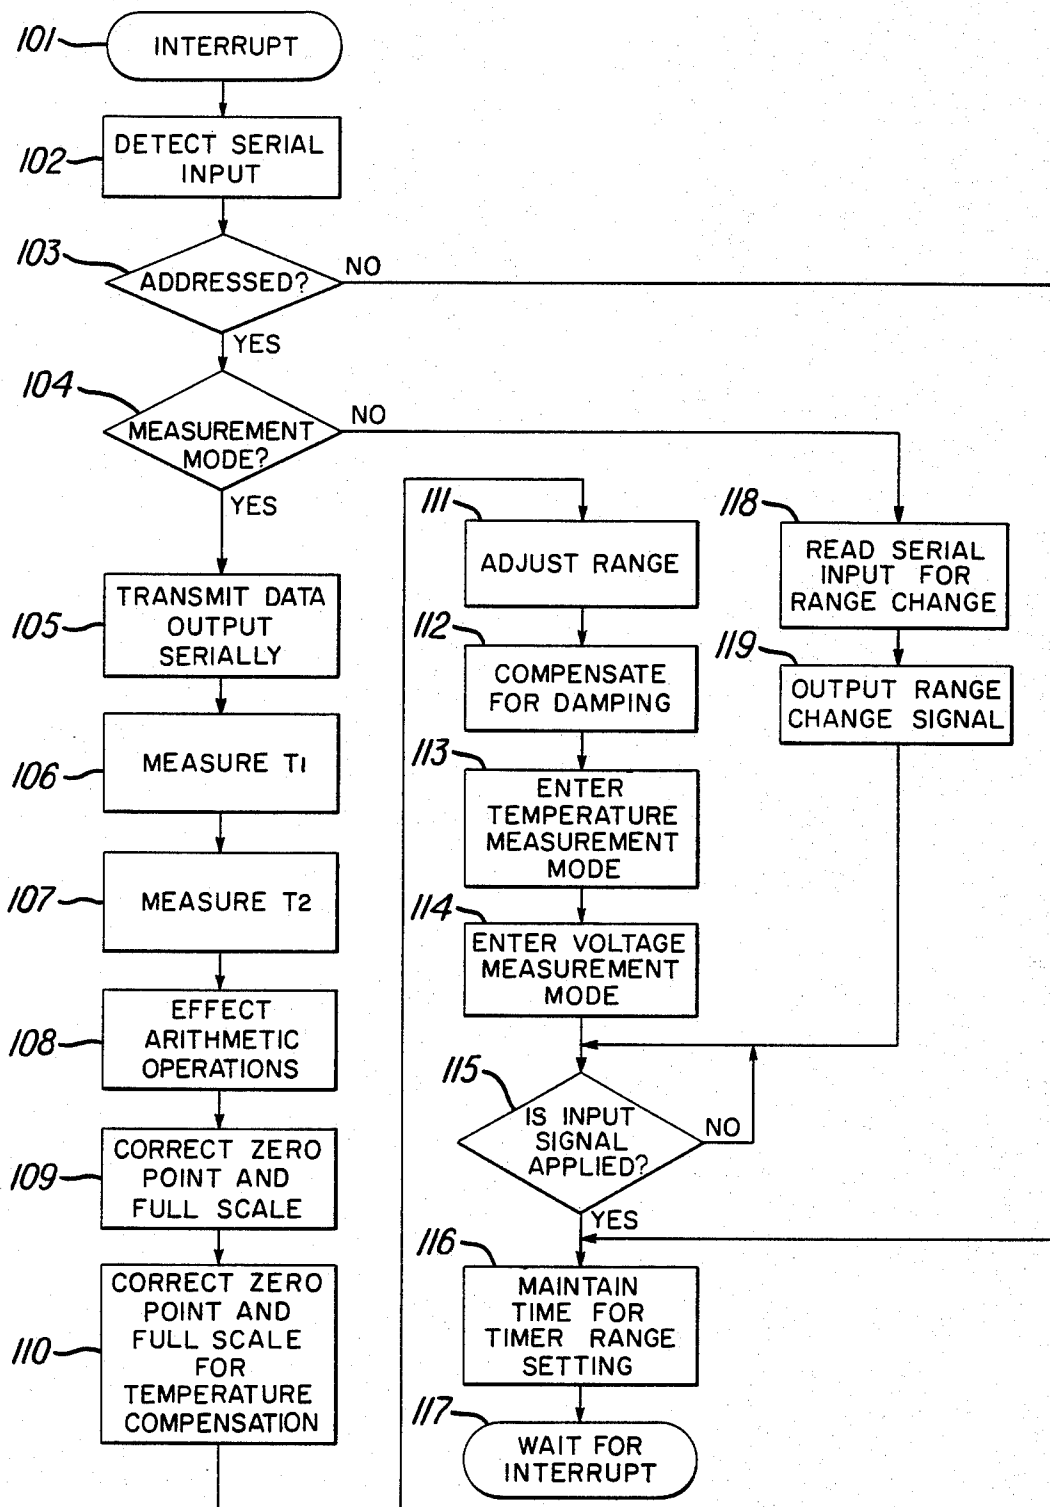 101
INTERRUPT
102
DETECT SERIAL
INPUT
103
ADDRESSED?
NO
YES
104
MEASUREMENT
MODE?
NO
YES
105
TRANSMIT DATA
OUTPUT
SERIALLY
106
MEASURE T1
107
MEASURE T2
108
EFFECT
ARITHMETIC
OPERATIONS
109
CORRECT ZERO
POINT AND
FULL SCALE
110
CORRECT ZERO
POINT AND
FULL SCALE
FOR
TEMPERATURE
COMPENSATION
111
ADJUST RANGE
112
COMPENSATE
FOR DAMPING
113
ENTER
TEMPERATURE
MEASUREMENT
MODE
114
ENTER VOLTAGE
MEASUREMENT
MODE
115
IS INPUT
SIGNAL
APPLIED?
NO
YES
116
MAINTAIN
TIME FOR
TIMER RANGE
SETTING
117
WAIT FOR
INTERRUPT
118
READ SERIAL
INPUT FOR
RANGE CHANGE
119
OUTPUT RANGE
CHANGE SIGNAL